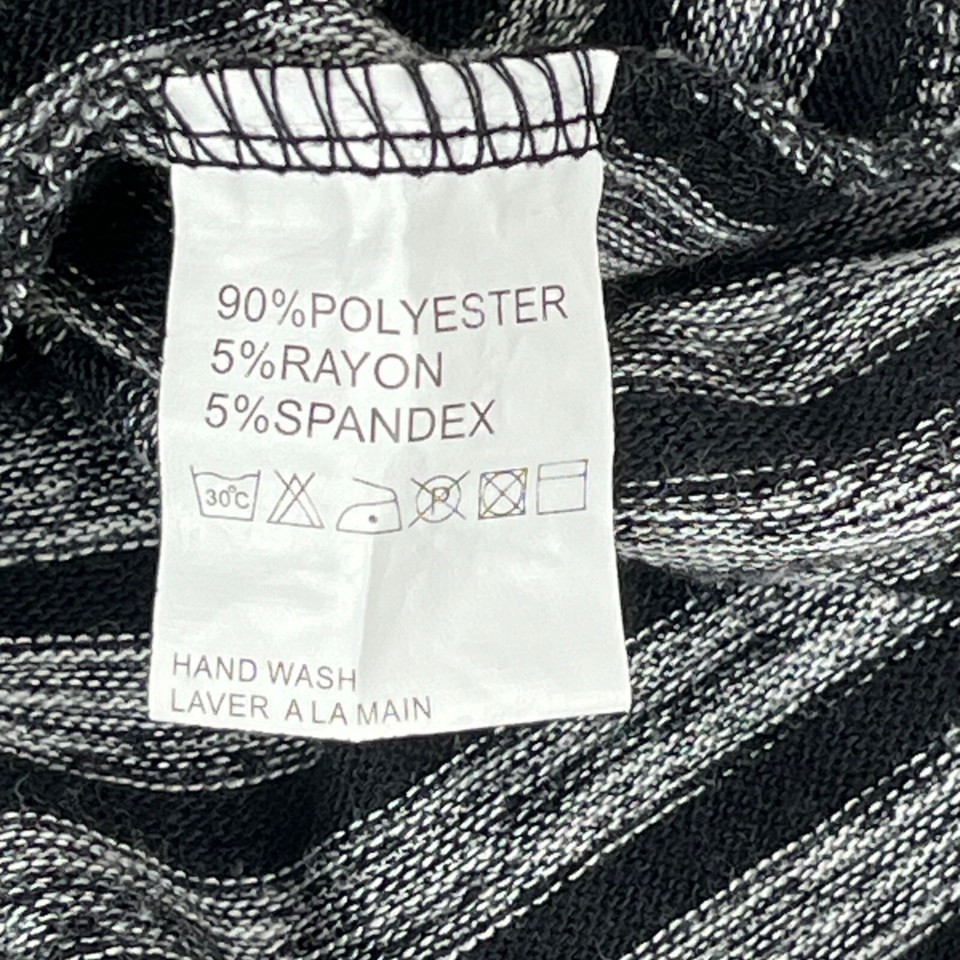 90%POLYESTER
5%RAYON
5%SPANDEX
30°C P
HAND WASH
LAVER A LA MAIN